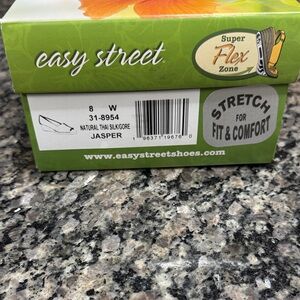 easy street
Super
Flex
Zone
8 W
31-8954
NATURAL THAI SILK/GORE
JASPER
STRETCH
FOR
FIT & COMFORT
www.easystreetshoes.com